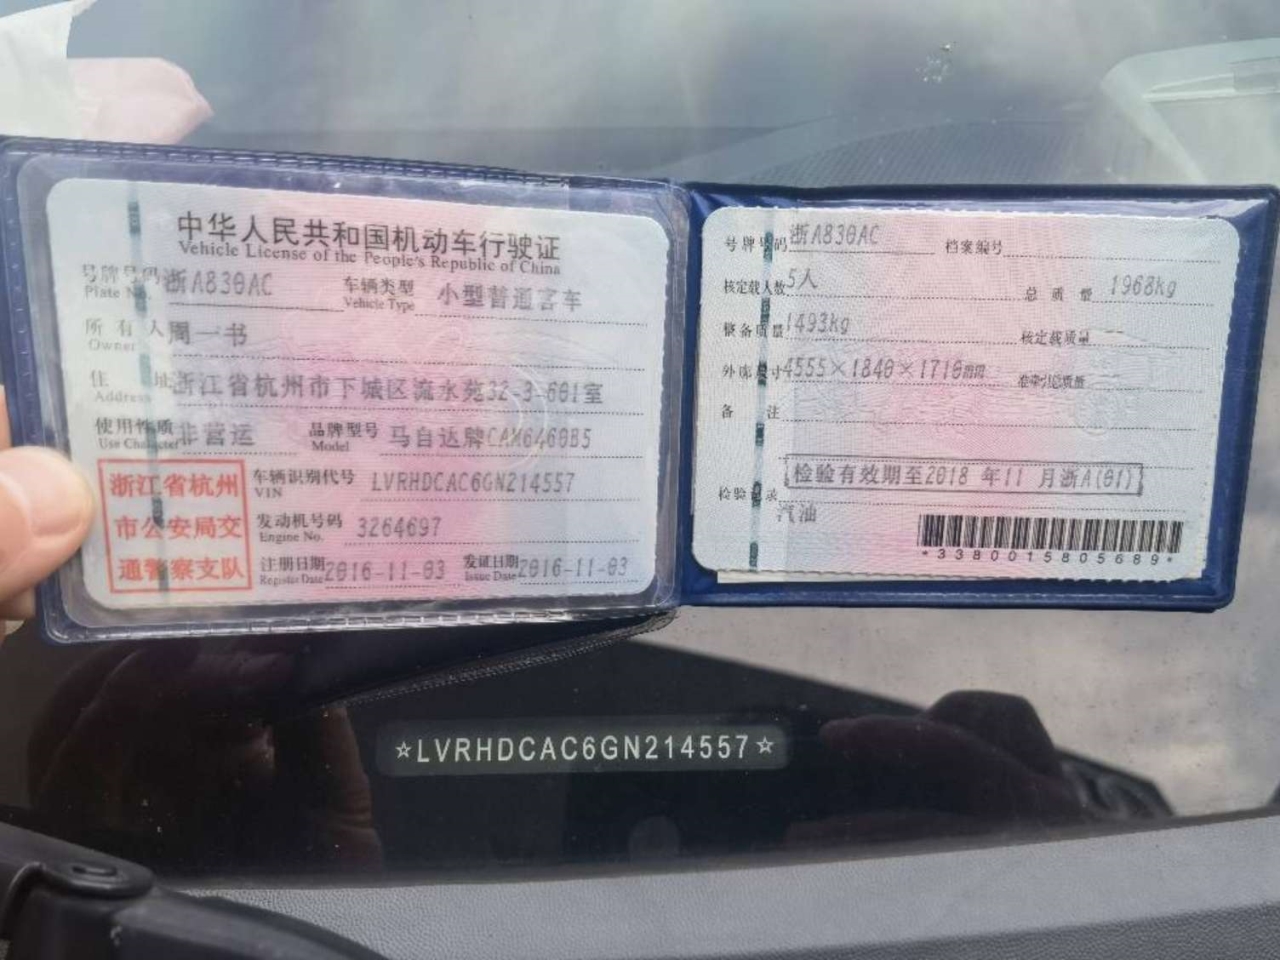 中华人民共和国机动车行驶证
Vehicle License of the People's Republic of China
号牌号码 浙A830AC 车辆类型 小型普通客车
Plate No. Vehicle Type
所有人 周一书
Owner
住址 浙江省杭州市下城区流水苑32-3-601室
Address
使用性质 非营运 品牌型号 马自达牌CAM6460B5
Use Character Model
浙江省杭州
市公安局交
通警察支队
车辆识别代号 LVRHDCAC6GN214557
VIN
发动机号码 3264697
Engine No.
注册日期 2016-11-03 发证日期 2016-11-03
Register Date Issue Date
号牌号码 浙A830AC 档案编号
核定载人数 5人 总质量 1968kg
整备质量 1493kg 核定载质量
外廓尺寸 4555×1840×1710mm 准牵引总质量
备注
检验有效期至2018 年11 月浙A(01)
检验记录
汽油
*3380015805689*
☆LVRHDCAC6GN214557☆